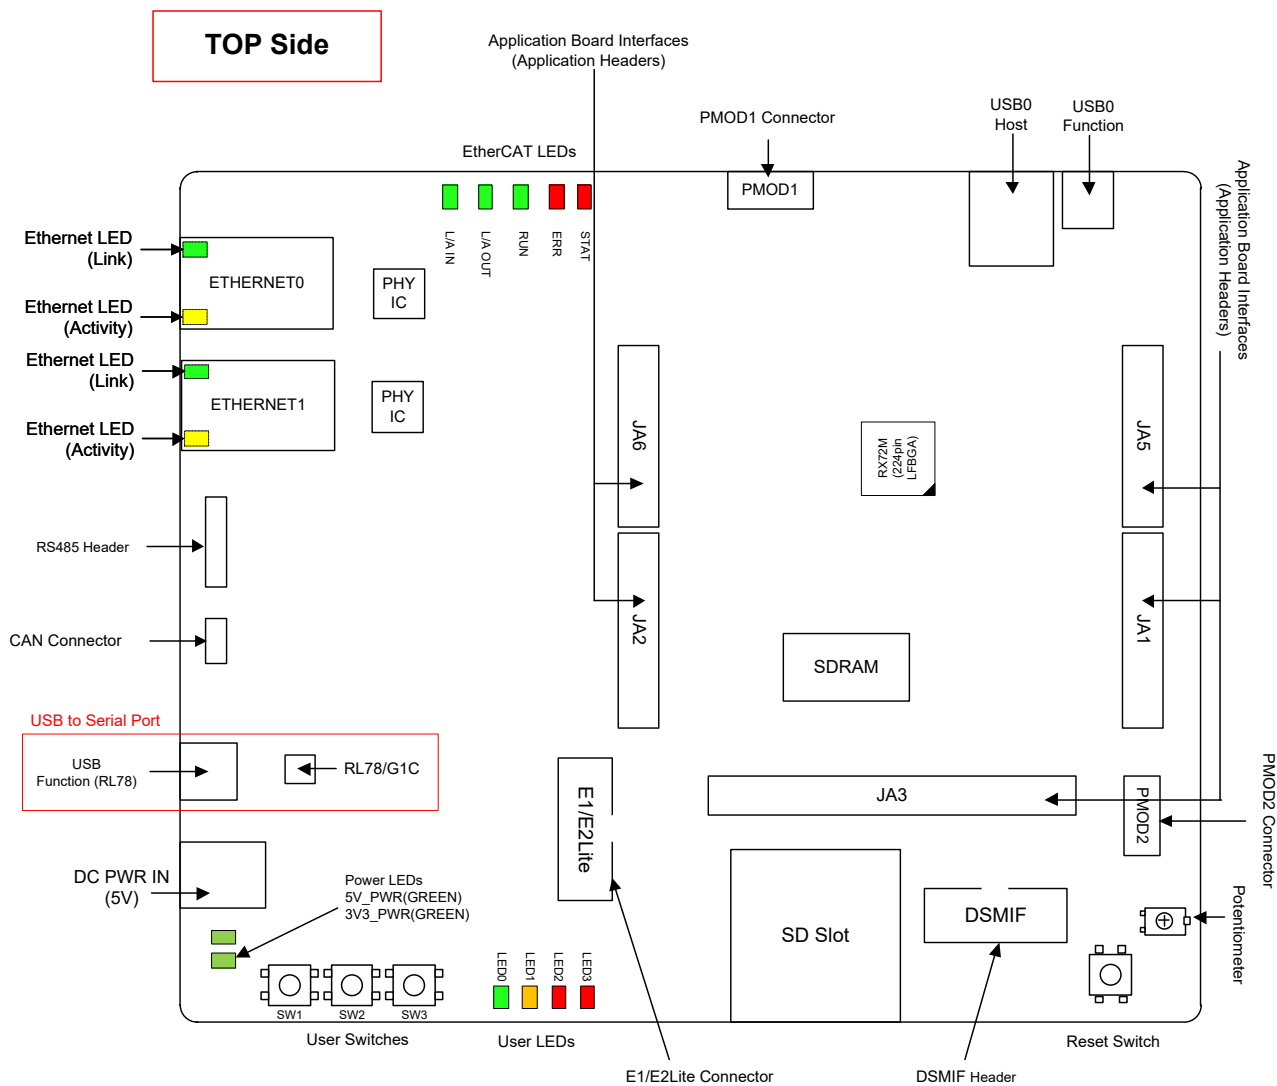 TOP Side
Application Board Interfaces
(Application Headers)
PMOD1 Connector
USB0
Host
USB0
Function
EtherCAT LEDs
PMOD1
Application Board Interfaces
(Application Headers)
L/A IN
L/A OUT
RUN
ERR
STAT
Ethernet LED
(Link)
ETHERNET0
PHY
IC
Ethernet LED
(Activity)
Ethernet LED
(Link)
ETHERNET1
PHY
IC
Ethernet LED
(Activity)
JA6
RX72M
(224pin
LFBGA)
JA5
RS485 Header
CAN Connector
JA2
SDRAM
JA1
USB to Serial Port
USB
Function (RL78)
RL78/G1C
E1/E2Lite
JA3
PMOD2
PMOD2 Connector
DC PWR IN
(5V)
Power LEDs
5V_PWR(GREEN)
3V3_PWR(GREEN)
SD Slot
DSMIF
Potentiometer
LED0
LED1
LED2
LED3
SW1
SW2
SW3
User Switches
User LEDs
Reset Switch
E1/E2Lite Connector
DSMIF Header